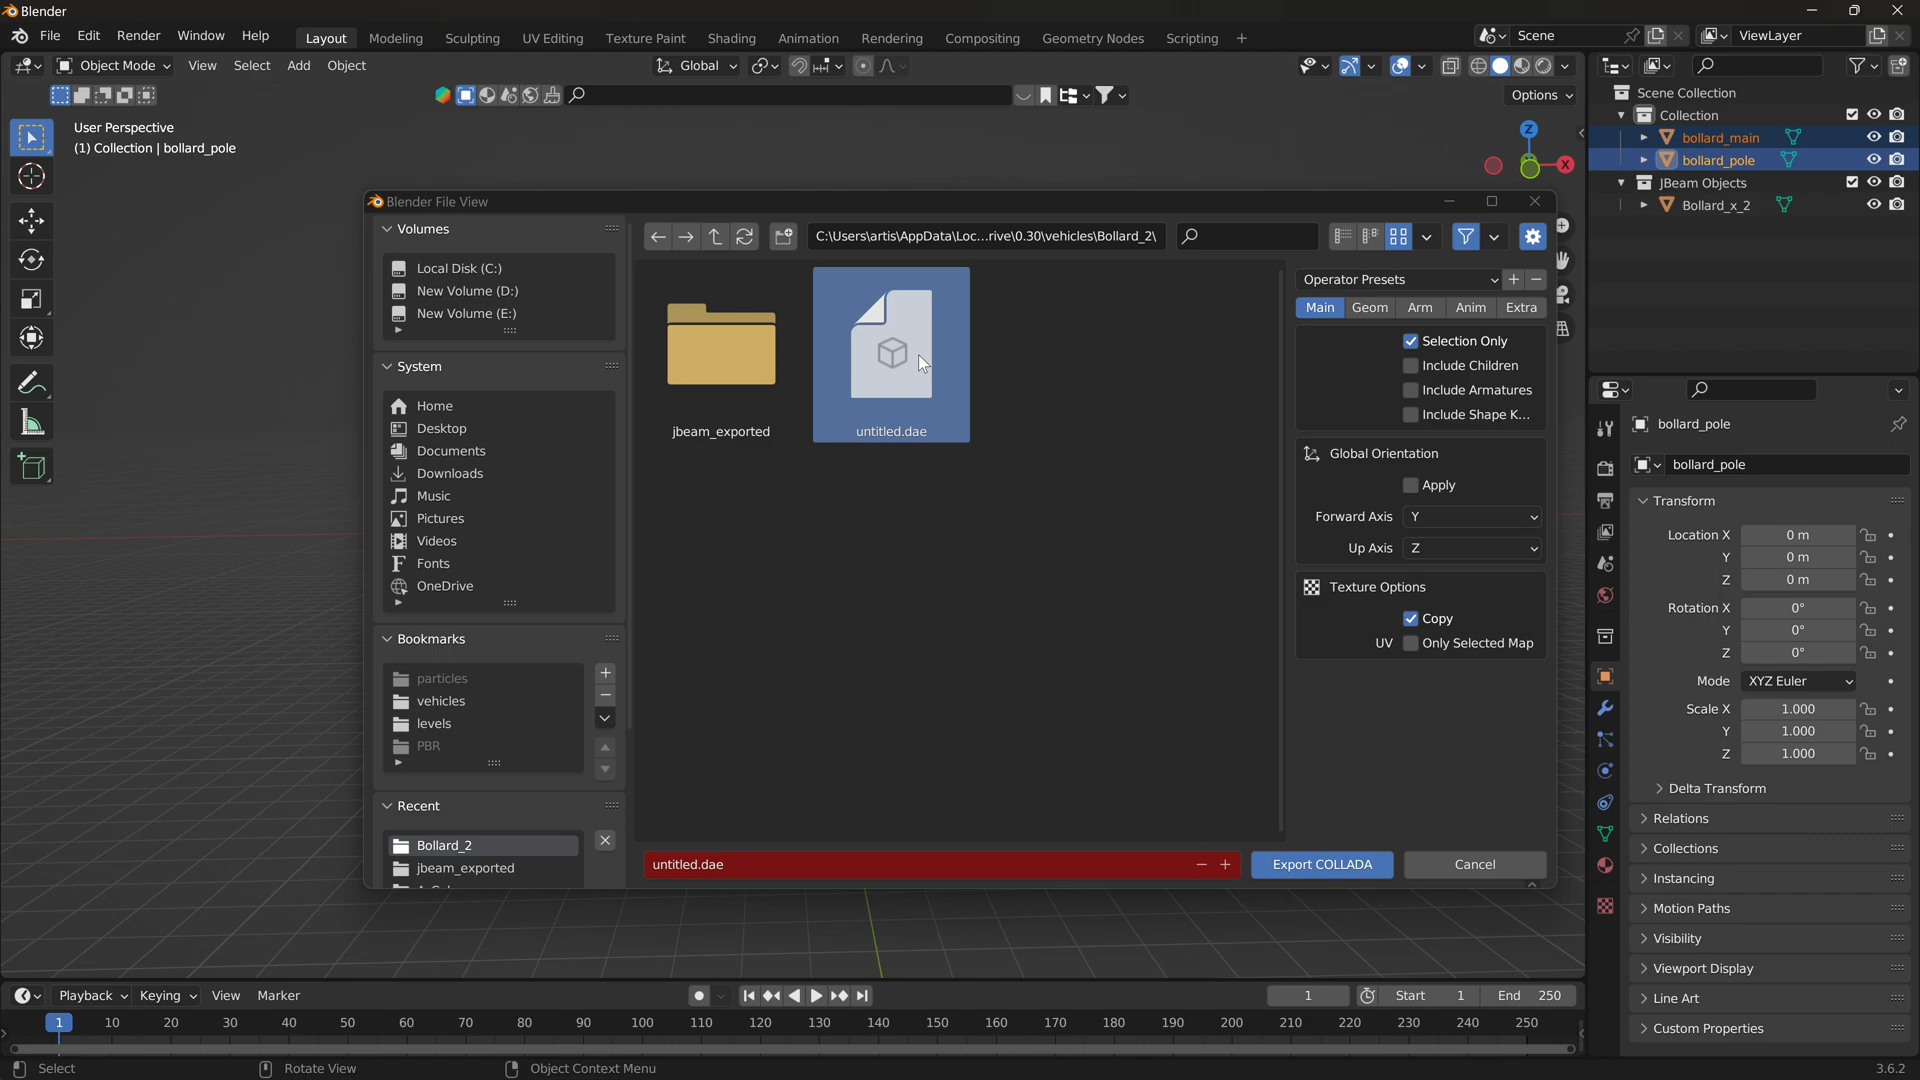 Blender
File Edit Render Window Help Layout Modeling Sculpting UV Editing Texture Paint Shading Animation Rendering Compositing Geometry Nodes Scripting + Scene ViewLayer
Object Mode View Select Add Object Global
Options
User Perspective
(1) Collection | bollard_pole
Z
X
Scene Collection
Collection
bollard_main
bollard_pole
JBeam Objects
Bollard_x_2
Blender File View
Volumes
Local Disk (C:)
New Volume (D:)
New Volume (E:)
System
Home
Desktop
Documents
Downloads
Music
Pictures
Videos
Fonts
OneDrive
Bookmarks
particles
vehicles
levels
PBR
Recent
Bollard_2
jbeam_exported
C:\Users\artis\AppData\Loc...rive\0.30\vehicles\Bollard_2\
jbeam_exported
untitled.dae
untitled.dae
Export COLLADA
Cancel
Operator Presets
Main Geom Arm Anim Extra
Selection Only
Include Children
Include Armatures
Include Shape K...
Global Orientation
Apply
Forward Axis Y
Up Axis Z
Texture Options
Copy
UV Only Selected Map
bollard_pole
bollard_pole
Transform
Location X 0 m
Y 0 m
Z 0 m
Rotation X 0°
Y 0°
Z 0°
Mode XYZ Euler
Scale X 1.000
Y 1.000
Z 1.000
Delta Transform
Relations
Collections
Instancing
Motion Paths
Visibility
Viewport Display
Line Art
Custom Properties
Playback Keying View Marker
1 Start 1 End 250
1 10 20 30 40 50 60 70 80 90 100 110 120 130 140 150 160 170 180 190 200 210 220 230 240 250
Select Rotate View Object Context Menu 3.6.2